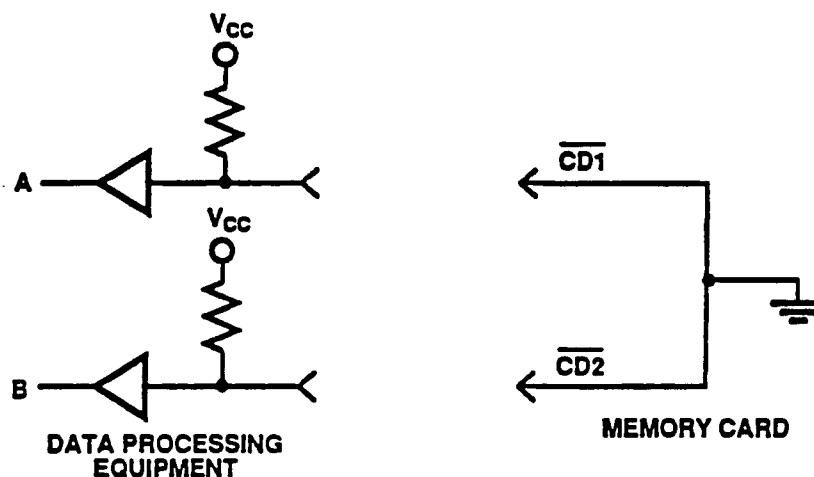 VCC
A
CD1
VCC
B
CD2
DATA PROCESSING
EQUIPMENT
MEMORY CARD